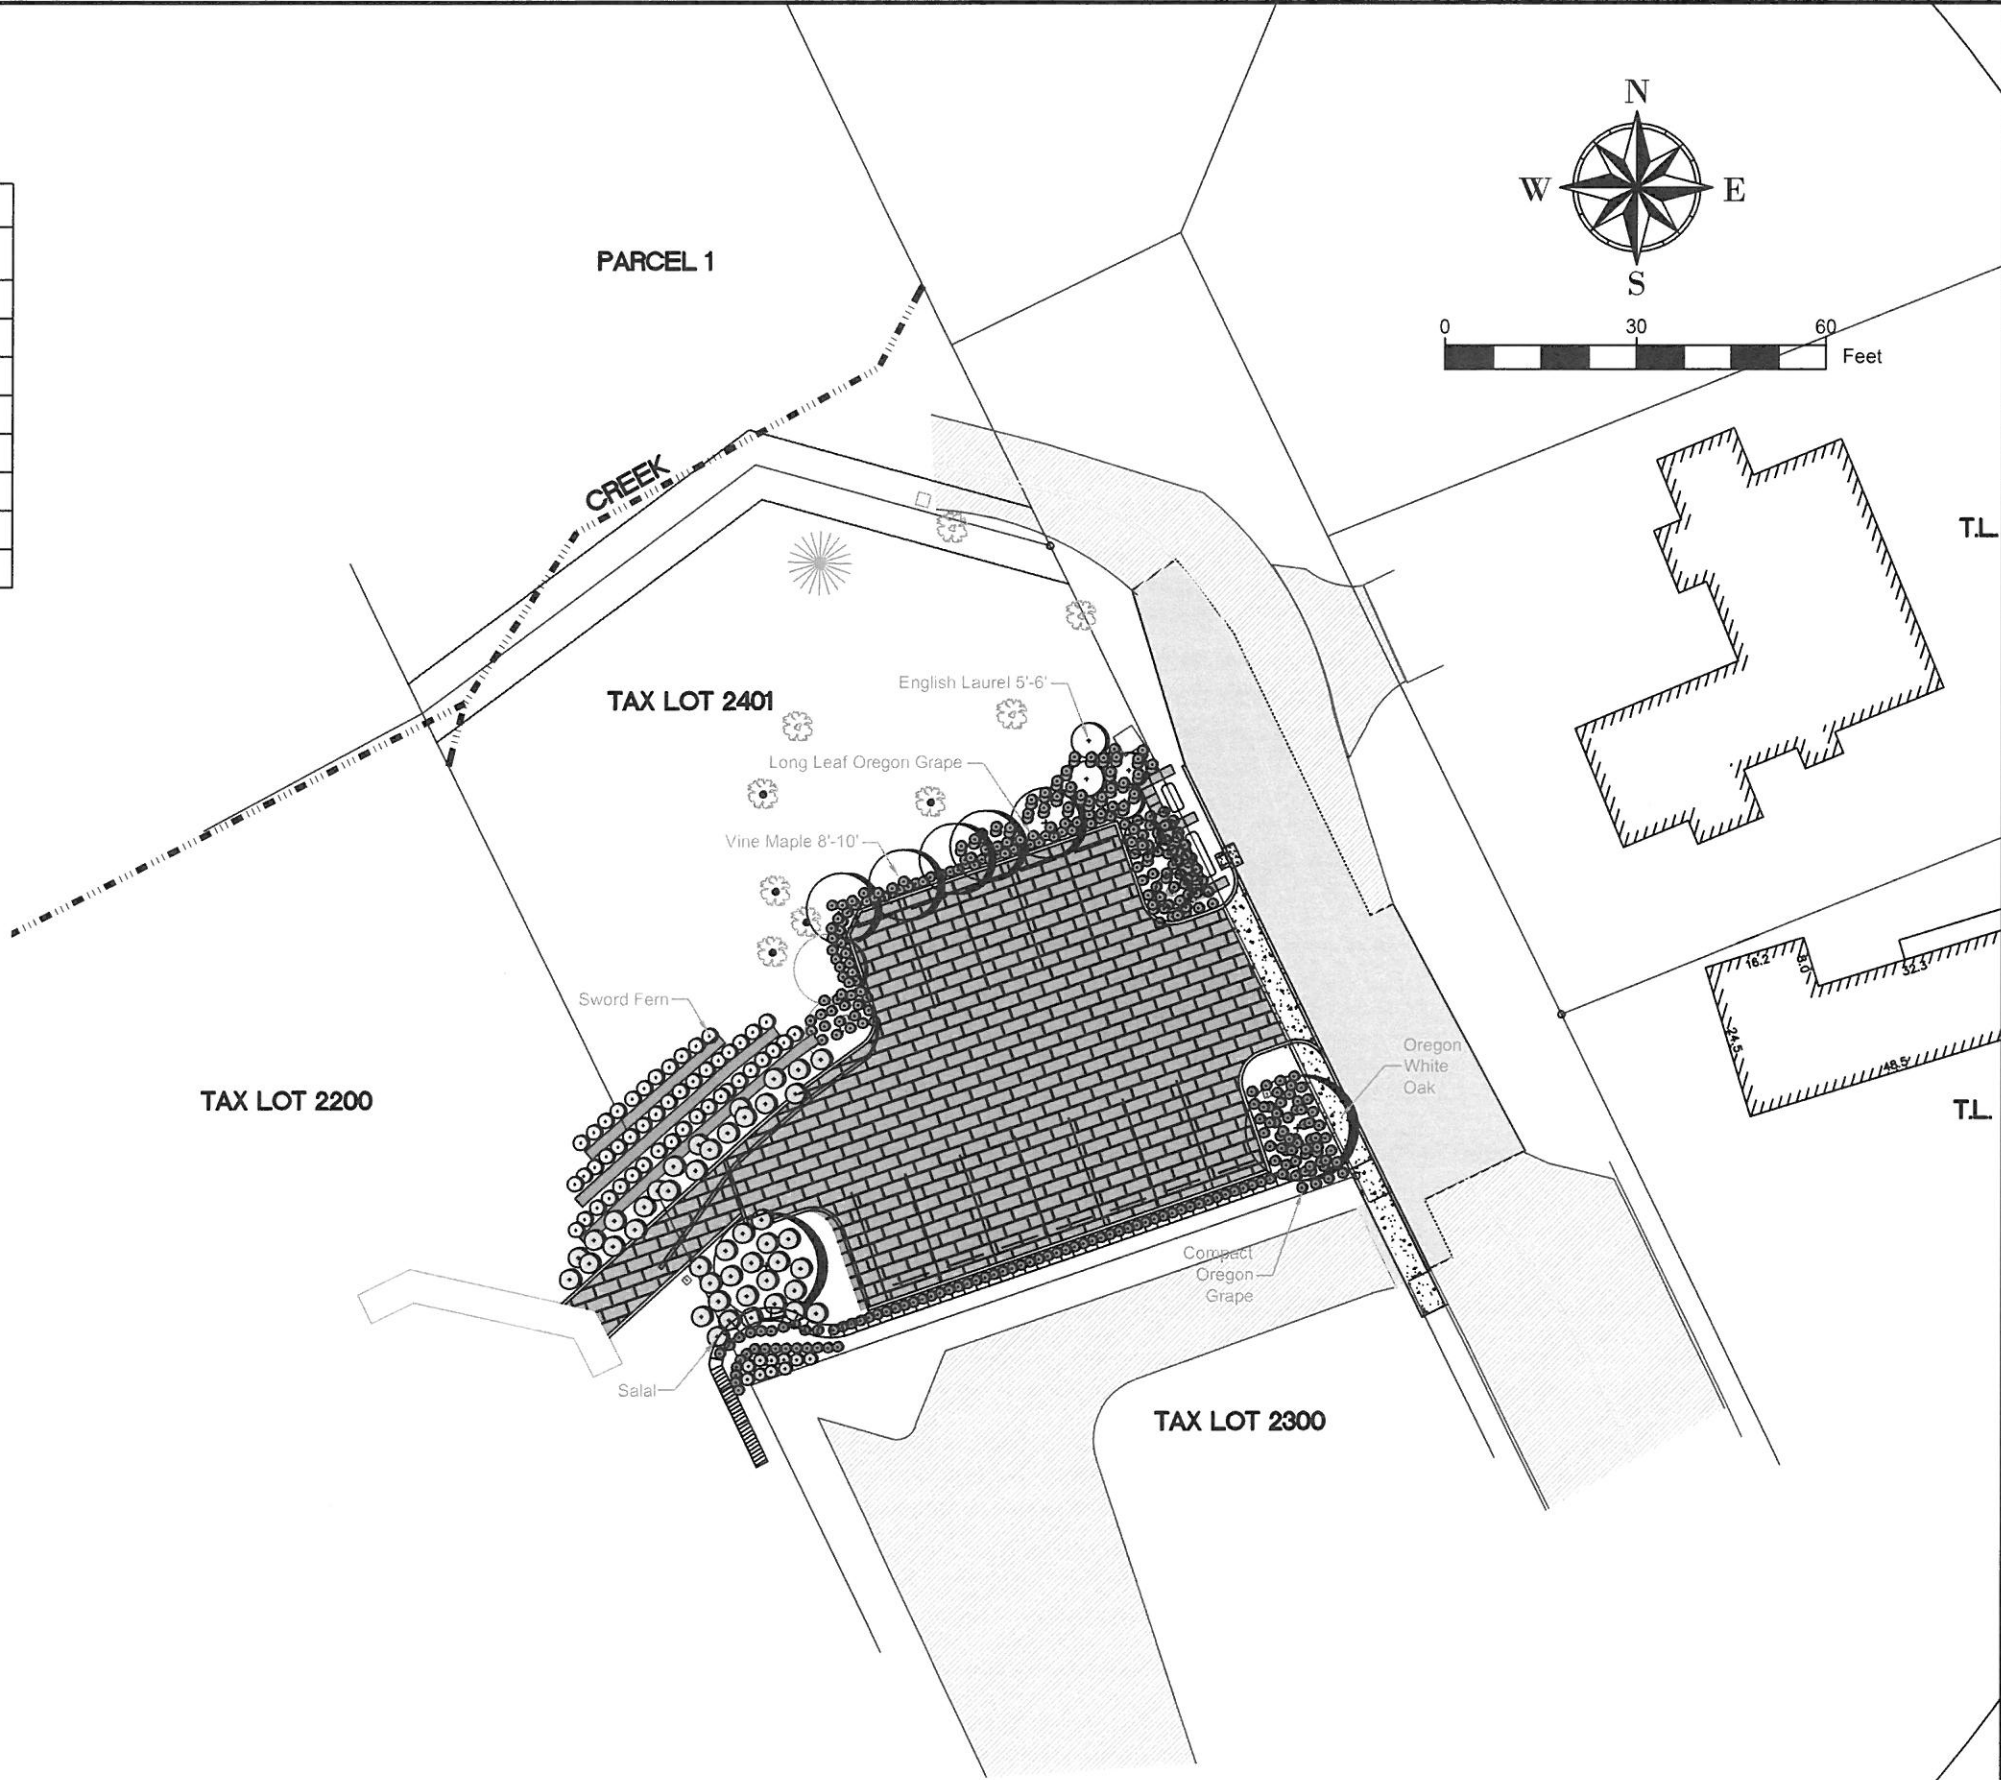 N
W
E
S
0 30 60
Feet
PARCEL 1
CREEK
T.L.
TAX LOT 2401
English Laurel 5'-6'
Long Leaf Oregon Grape
Vine Maple 8'-10'
16.2'
8.0'
32.3'
24.5
48.5'
Sword Fern
Oregon
White
Oak
TAX LOT 2200
T.L.
Compact
Oregon
Grape
Salal
TAX LOT 2300